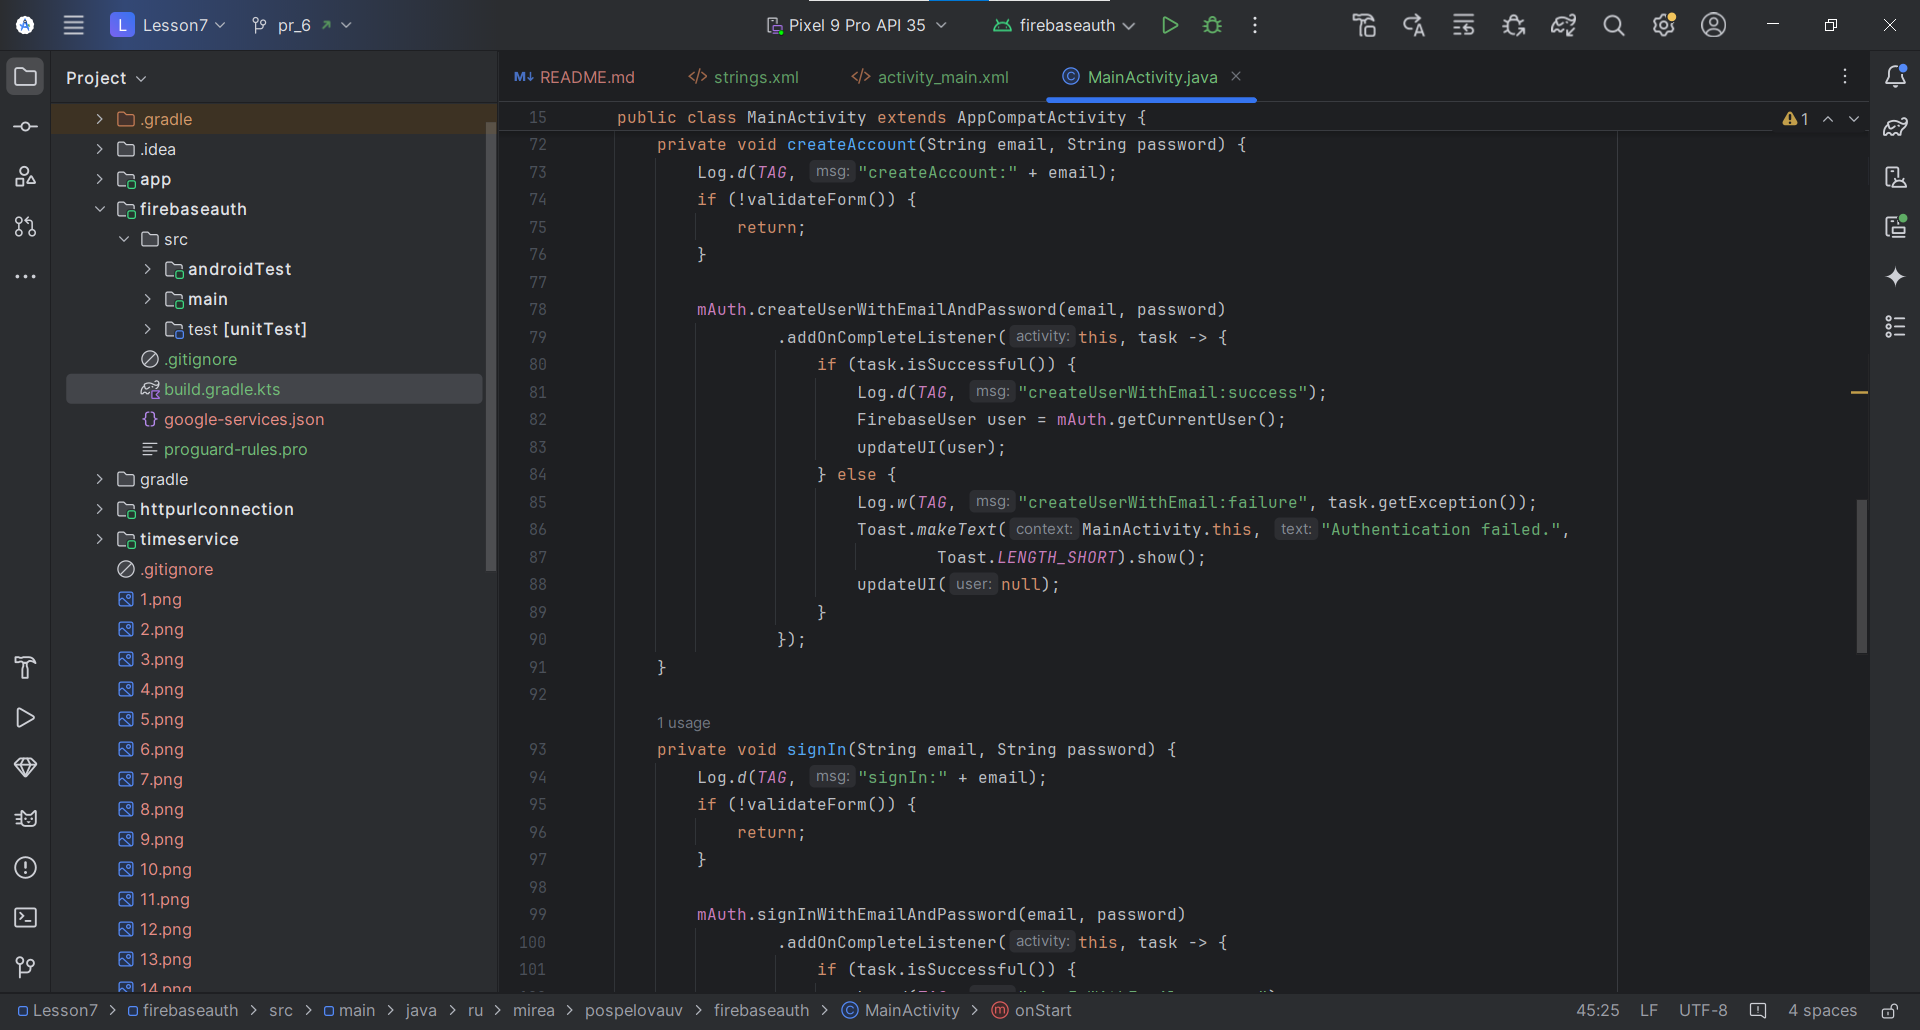 L Lesson7 pr_6 Pixel 9 Pro API 35 firebaseauth
Project
M↓ README.md </> strings.xml </> activity_main.xml MainActivity.java
.gradle
.idea
app
firebaseauth
src
androidTest
main
test [unitTest]
.gitignore
build.gradle.kts
google-services.json
proguard-rules.pro
gradle
httpurlconnection
timeservice
.gitignore
1.png
2.png
3.png
4.png
5.png
6.png
7.png
8.png
9.png
10.png
11.png
12.png
13.png
14.png
15 public class MainActivity extends AppCompatActivity { 1
72 private void createAccount(String email, String password) {
73 Log.d(TAG, msg: "createAccount:" + email);
74 if (!validateForm()) {
75 return;
76 }
77
78 mAuth.createUserWithEmailAndPassword(email, password)
79 .addOnCompleteListener( activity: this, task -> {
80 if (task.isSuccessful()) {
81 Log.d(TAG, msg: "createUserWithEmail:success");
82 FirebaseUser user = mAuth.getCurrentUser();
83 updateUI(user);
84 } else {
85 Log.w(TAG, msg: "createUserWithEmail:failure", task.getException());
86 Toast.makeText( context: MainActivity.this, text: "Authentication failed.",
87 Toast.LENGTH_SHORT).show();
88 updateUI( user: null);
89 }
90 });
91 }
92
1 usage
93 private void signIn(String email, String password) {
94 Log.d(TAG, msg: "signIn:" + email);
95 if (!validateForm()) {
96 return;
97 }
98
99 mAuth.signInWithEmailAndPassword(email, password)
100 .addOnCompleteListener( activity: this, task -> {
101 if (task.isSuccessful()) {
Lesson7 > firebaseauth > src > main > java > ru > mirea > pospelovauv > firebaseauth > MainActivity > onStart 45:25 LF UTF-8 4 spaces